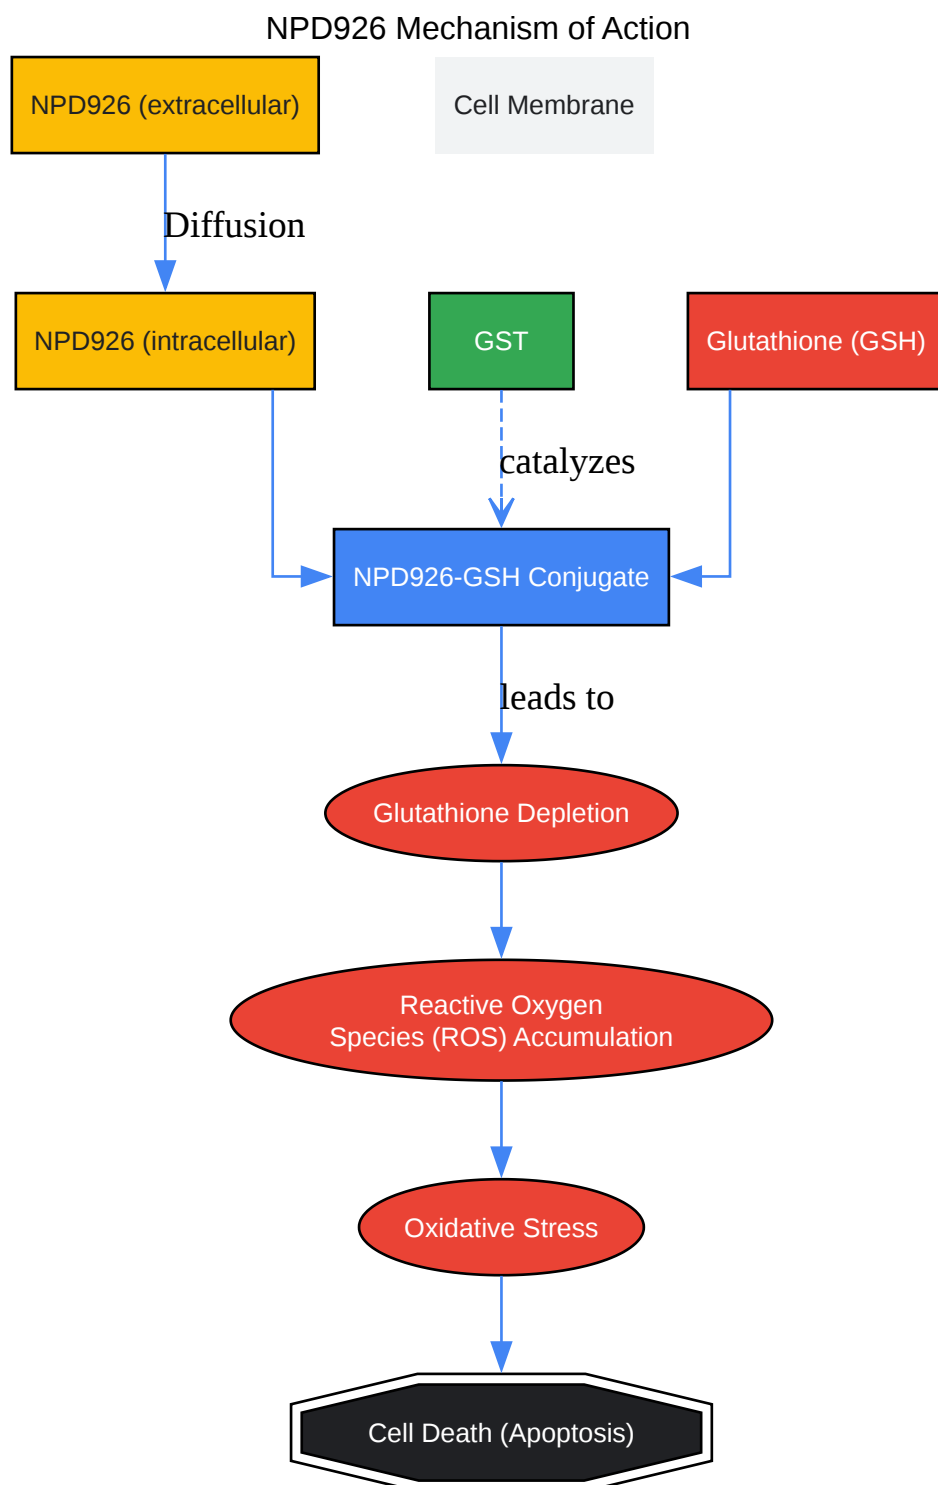 NPD926 Mechanism of Action
NPD926 (extracellular)
Cell Membrane
Diffusion
NPD926 (intracellular)
GST
Glutathione (GSH)
catalyzes
NPD926-GSH Conjugate
leads to
Glutathione Depletion
Reactive Oxygen
Species (ROS) Accumulation
Oxidative Stress
Cell Death (Apoptosis)